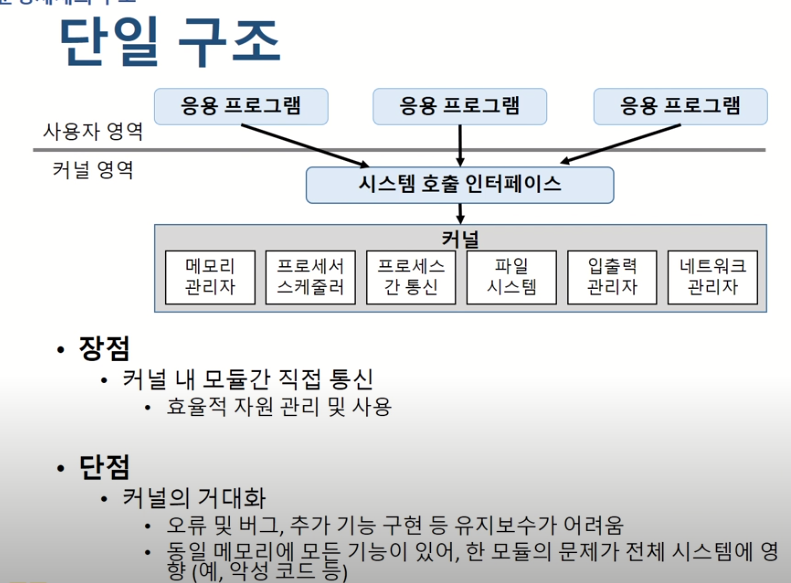 단일 구조
응용 프로그램 응용 프로그램 응용 프로그램
사용자 영역
커널 영역
시스템 호출 인터페이스
커널
메모리 관리자
프로세서 스케줄러
프로세스 간 통신
파일 시스템
입출력 관리자
네트워크 관리자
• 장점
• 커널 내 모듈간 직접 통신
• 효율적 자원 관리 및 사용
• 단점
• 커널의 거대화
• 오류 및 버그, 추가 기능 구현 등 유지보수가 어려움
• 동일 메모리에 모든 기능이 있어, 한 모듈의 문제가 전체 시스템에 영
향 (예, 악성 코드 등)